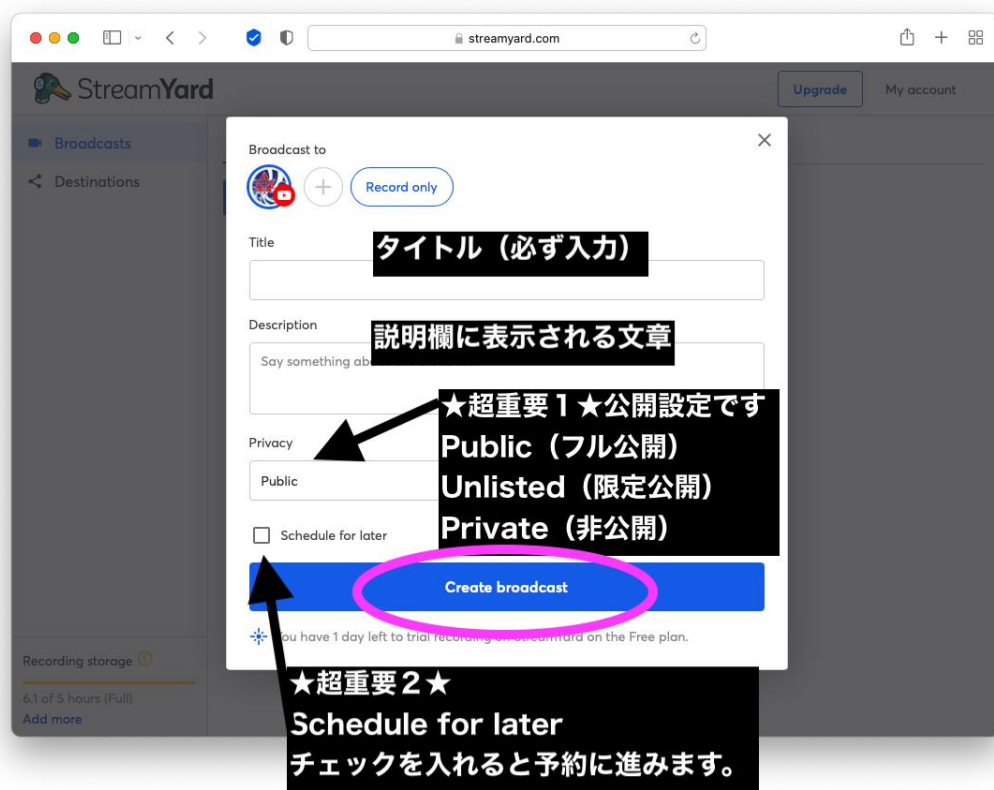 streamyard.com
StreamYard
Upgrade
My account
Broadcasts
Destinations
Broadcast to
Record only
Title
タイトル（必ず入力）
Description
説明欄に表示される文章
Say something
★超重要１★公開設定です
Public（フル公開）
Unlisted（限定公開）
Private（非公開）
Privacy
Public
Schedule for later
Create broadcast
You have 1 day left to trial recording on StreamYard on the Free plan.
Recording storage
6.1 of 5 hours (Full)
Add more
★超重要２★
Schedule for later
チェックを入れると予約に進みます。